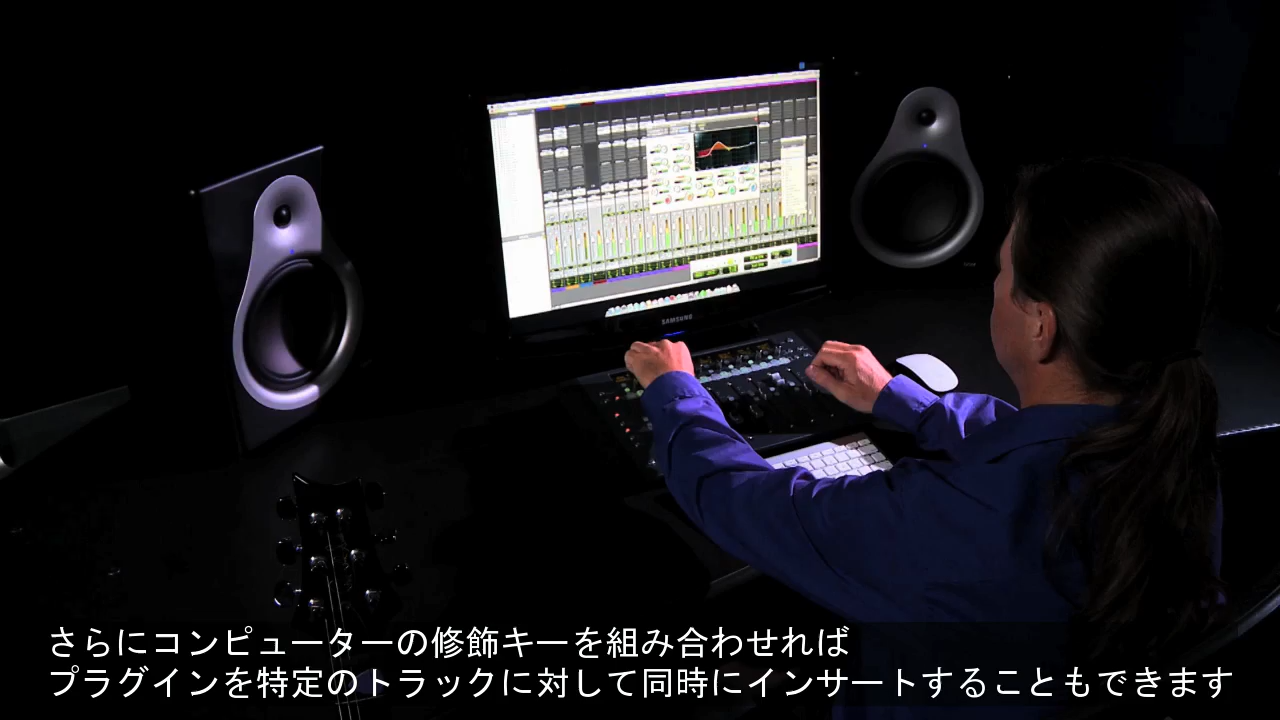 SAMSUNG
さらにコンピューターの修飾キーを組み合わせれば
プラグインを特定のトラックに対して同時にインサートすることもできます